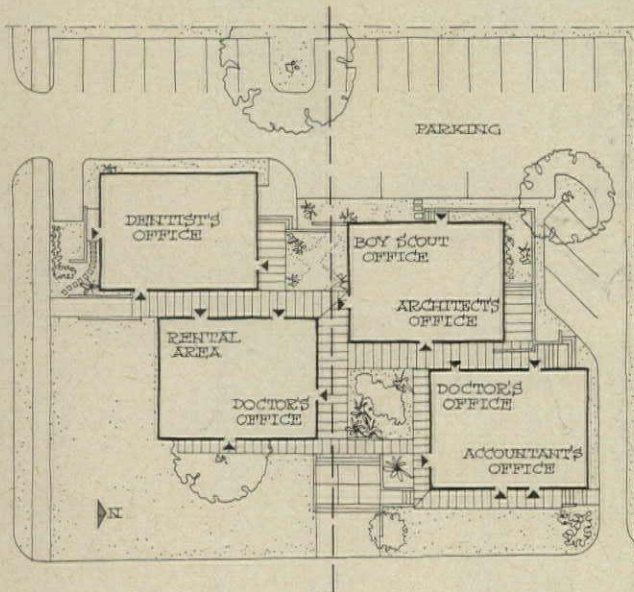 PARKING
DENTIST'S
OFFICE
BOY SCOUT
OFFICE
ARCHITECT'S
OFFICE
RENTAL
AREA
DOCTOR'S
OFFICE
DOCTOR'S
OFFICE
ACCOUNTANT'S
OFFICE
N